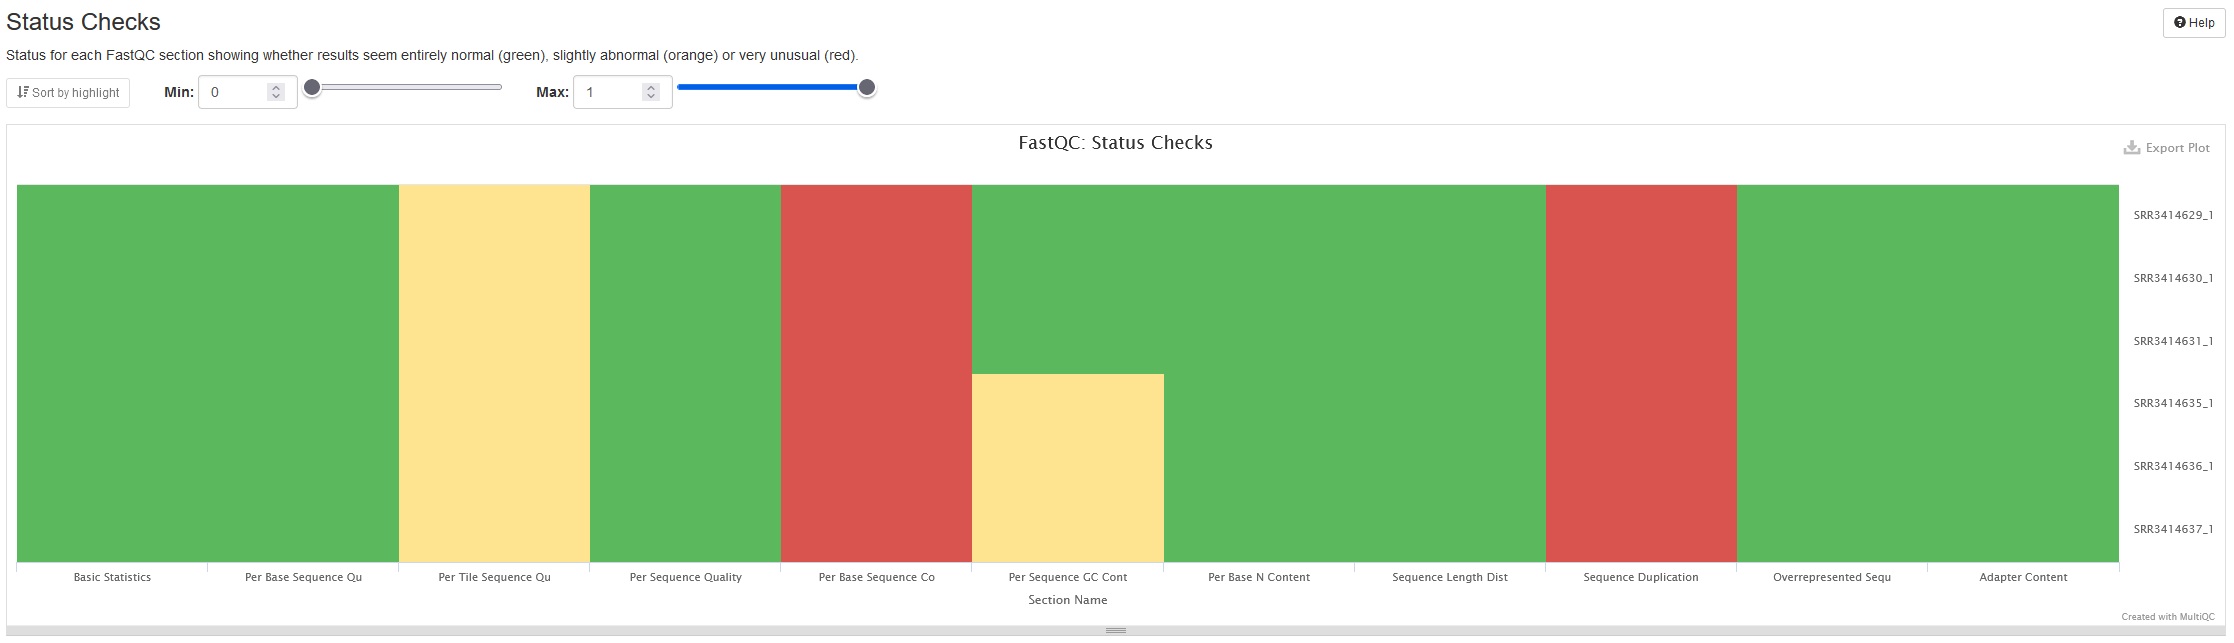 Status Checks
Help
Status for each FastQC section showing whether results seem entirely normal (green), slightly abnormal (orange) or very unusual (red).
Sort by highlight Min: 0 Max: 1
FastQC: Status Checks
Export Plot
SRR3414629_1
SRR3414630_1
SRR3414631_1
SRR3414635_1
SRR3414636_1
SRR3414637_1
Basic Statistics Per Base Sequence Qu Per Tile Sequence Qu Per Sequence Quality Per Base Sequence Co Per Sequence GC Cont Per Base N Content Sequence Length Dist Sequence Duplication Overrepresented Sequ Adapter Content
Section Name
Created with MultiQC